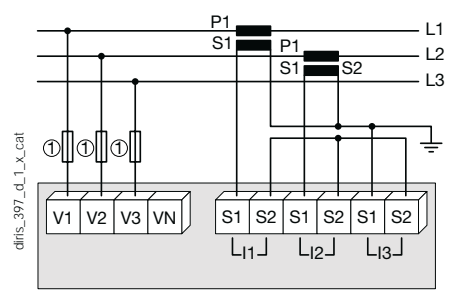 P1 L1
S1 P1 L2
S1 S2 L3
1 1 1
diris_397_d_1_x_cat
V1 V2 V3 VN S1 S2 S1 S2 S1 S2
I1 I2 I3